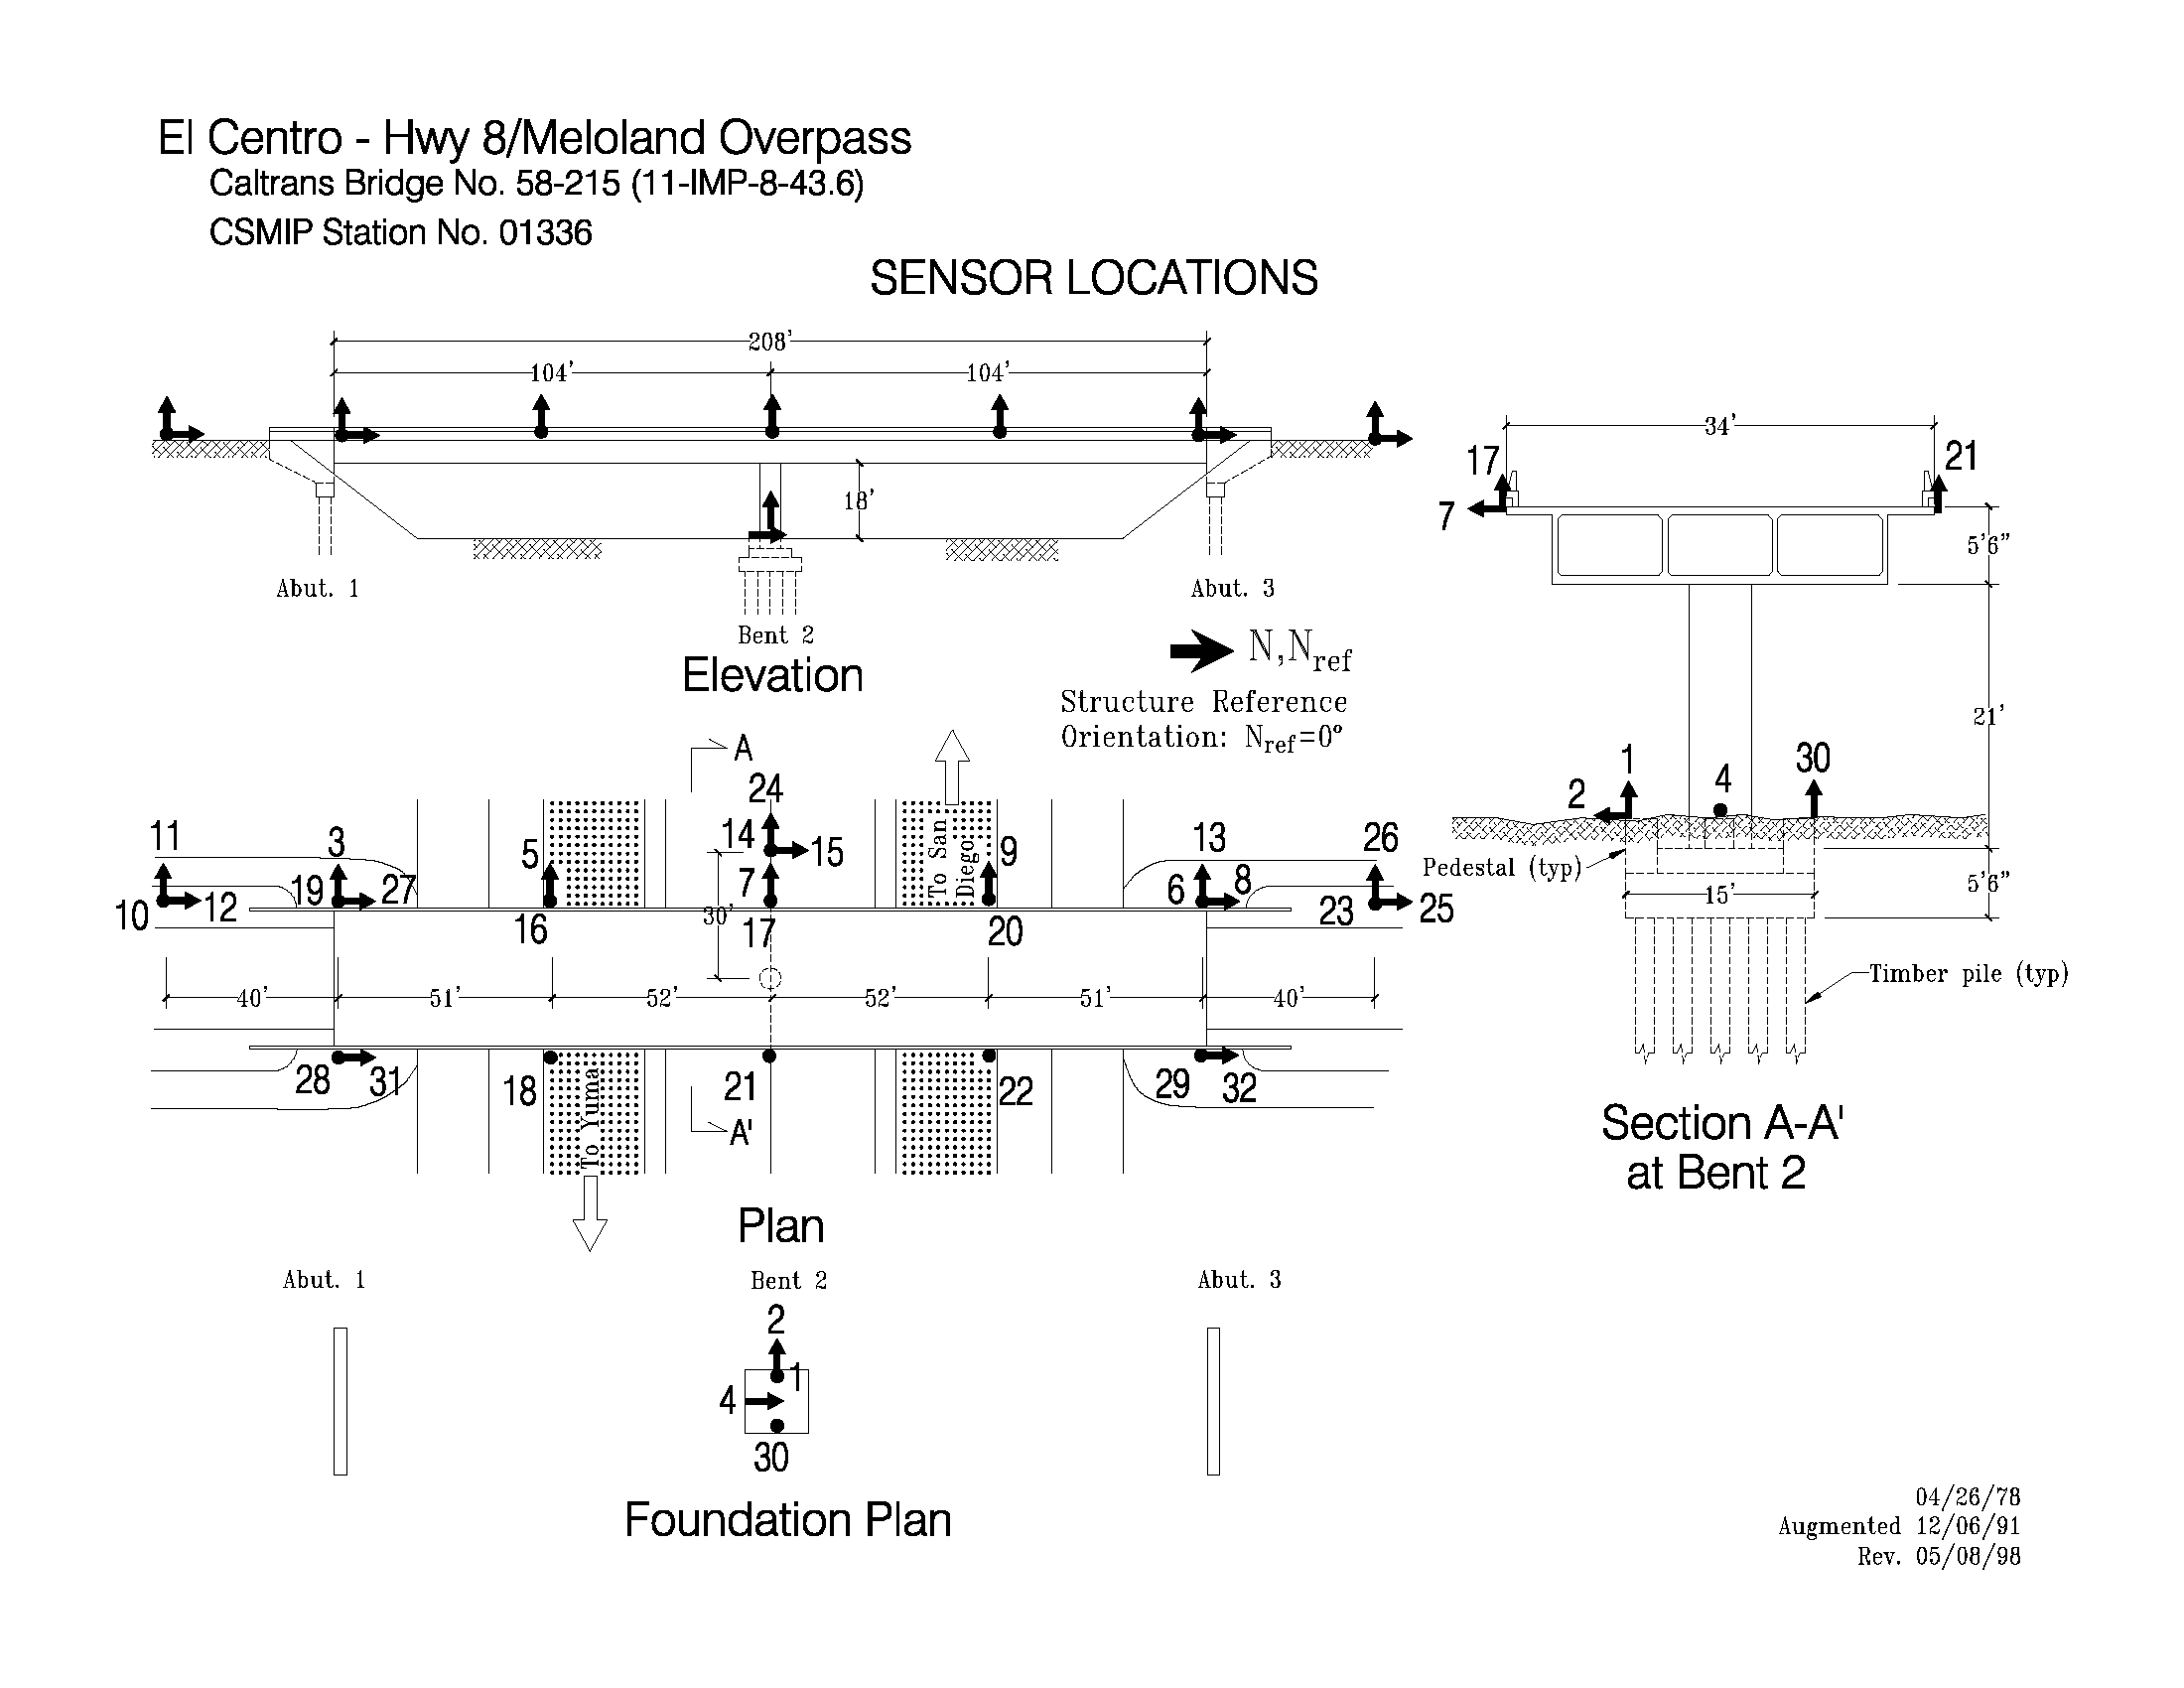 El Centro - Hwy 8/Meloland Overpass
Caltrans Bridge No. 58-215 (11-IMP-8-43.6)
CSMIP Station No. 01336
SENSOR LOCATIONS
208'
104'
104'
18'
Abut. 1
Abut. 3
Bent 2
Elevation
N,Nref
Structure Reference
Orientation: Nref=0°
34'
17
21
7
5'6"
21'
1
2
4
30
Pedestal (typ)
15'
5'6"
Timber pile (typ)
Section A-A'
at Bent 2
A
24
11
3
5
14
15
To San
Diego
9
13
26
10
12
19
27
7
6
8
23
25
16
30'
17
20
40'
51'
52'
52'
51'
40'
28
31
18
To Yuma
21
22
29
32
A'
Plan
Abut. 1
Bent 2
Abut. 3
2
1
4
30
Foundation Plan
04/26/78
Augmented 12/06/91
Rev. 05/08/98